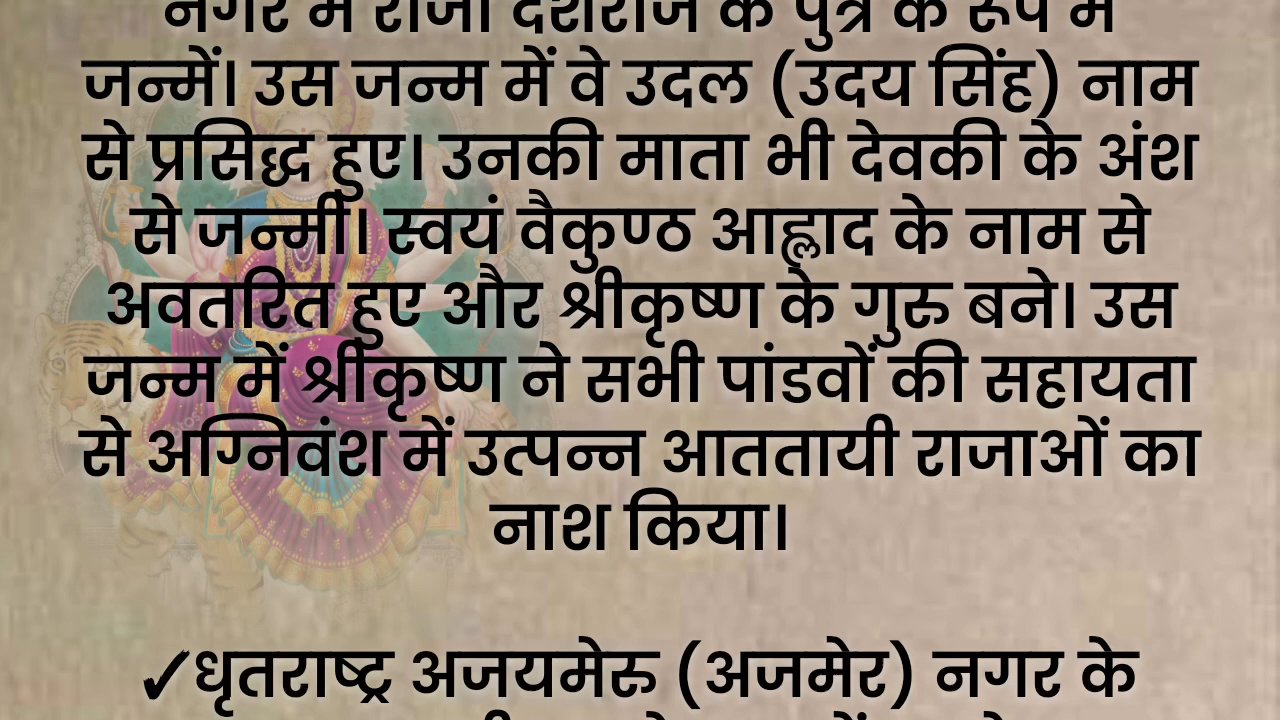 नगर में राजा देशराज के पुत्र के रूप में
जन्में। उस जन्म में वे उदल (उदय सिंह) नाम
से प्रसिद्ध हुए। उनकी माता भी देवकी के अंश
से जन्मी। स्वयं वैकुण्ठ आह्लाद के नाम से
अवतरित हुए और श्रीकृष्ण के गुरु बने। उस
जन्म में श्रीकृष्ण ने सभी पांडवों की सहायता
से अग्निवंश में उत्पन्न आततायी राजाओं का
नाश किया।
✓धृतराष्ट्र अजयमेरु (अजमेर) नगर के